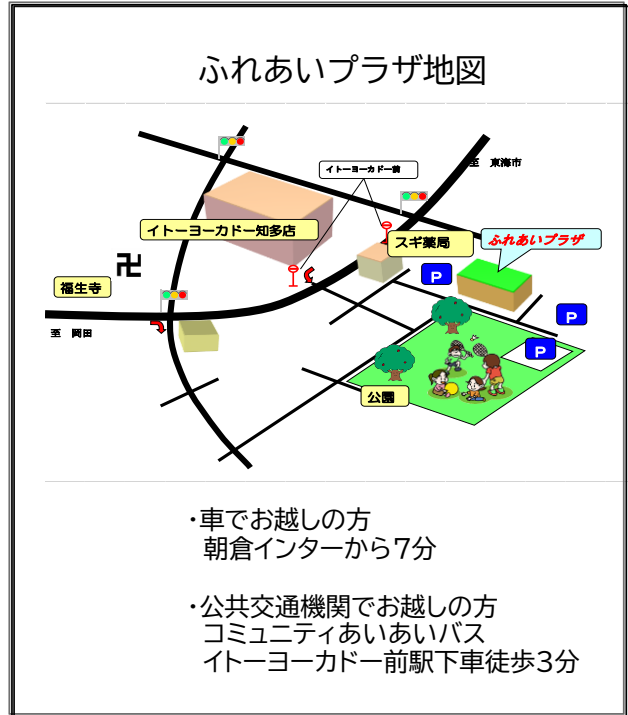 ふれあいプラザ地図
イトーヨーカドー前
至　東海市
イトーヨーカドー知多店
スギ薬局
ふれあいプラザ
卍
福生寺
P
P
至　岡田
P
公園
・車でお越しの方
朝倉インターから7分
・公共交通機関でお越しの方
コミュニティあいあいバス
イトーヨーカドー前駅下車徒歩3分